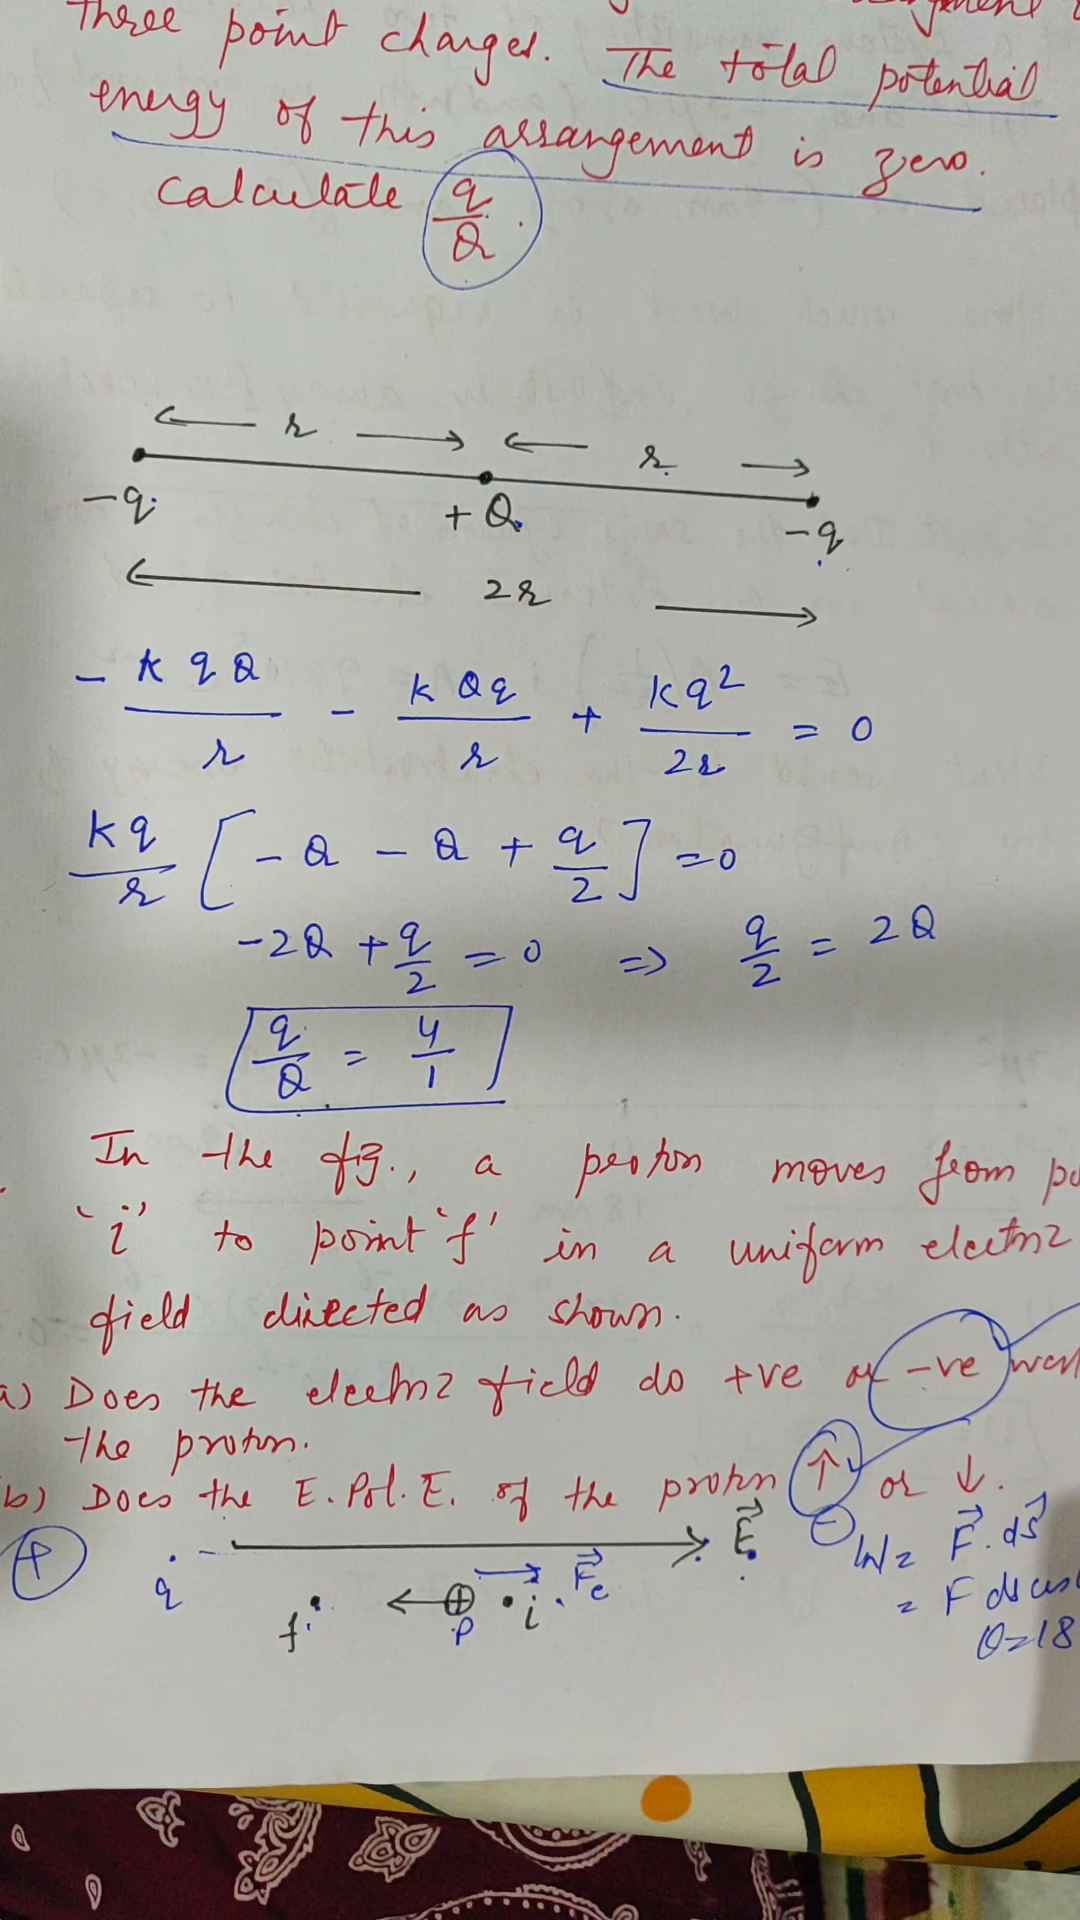 three point charges. The total potential
energy of this arrangement is zero.
Calculate q/Q.
← r → ← r. →
-q. +Q. -q
← 2r →
- kqQ/r - kQq/r + kq²/2r = 0
kq/r [ -Q - Q + q/2 ] = 0
-2Q + q/2 = 0 ⇒ q/2 = 2Q
q/Q = 4/1
In the fig., a proton moves from
'i' to point 'f' in a uniform electric
field directed as shown.
a) Does the electric field do +ve or -ve
the proton.
b) Does the E. Pot. E. of the proton ↑ or ↓.
+ q E⃗ W = F⃗. ds⃗
f ← ⊕ i F⃗e = F ds cos
P θ=18